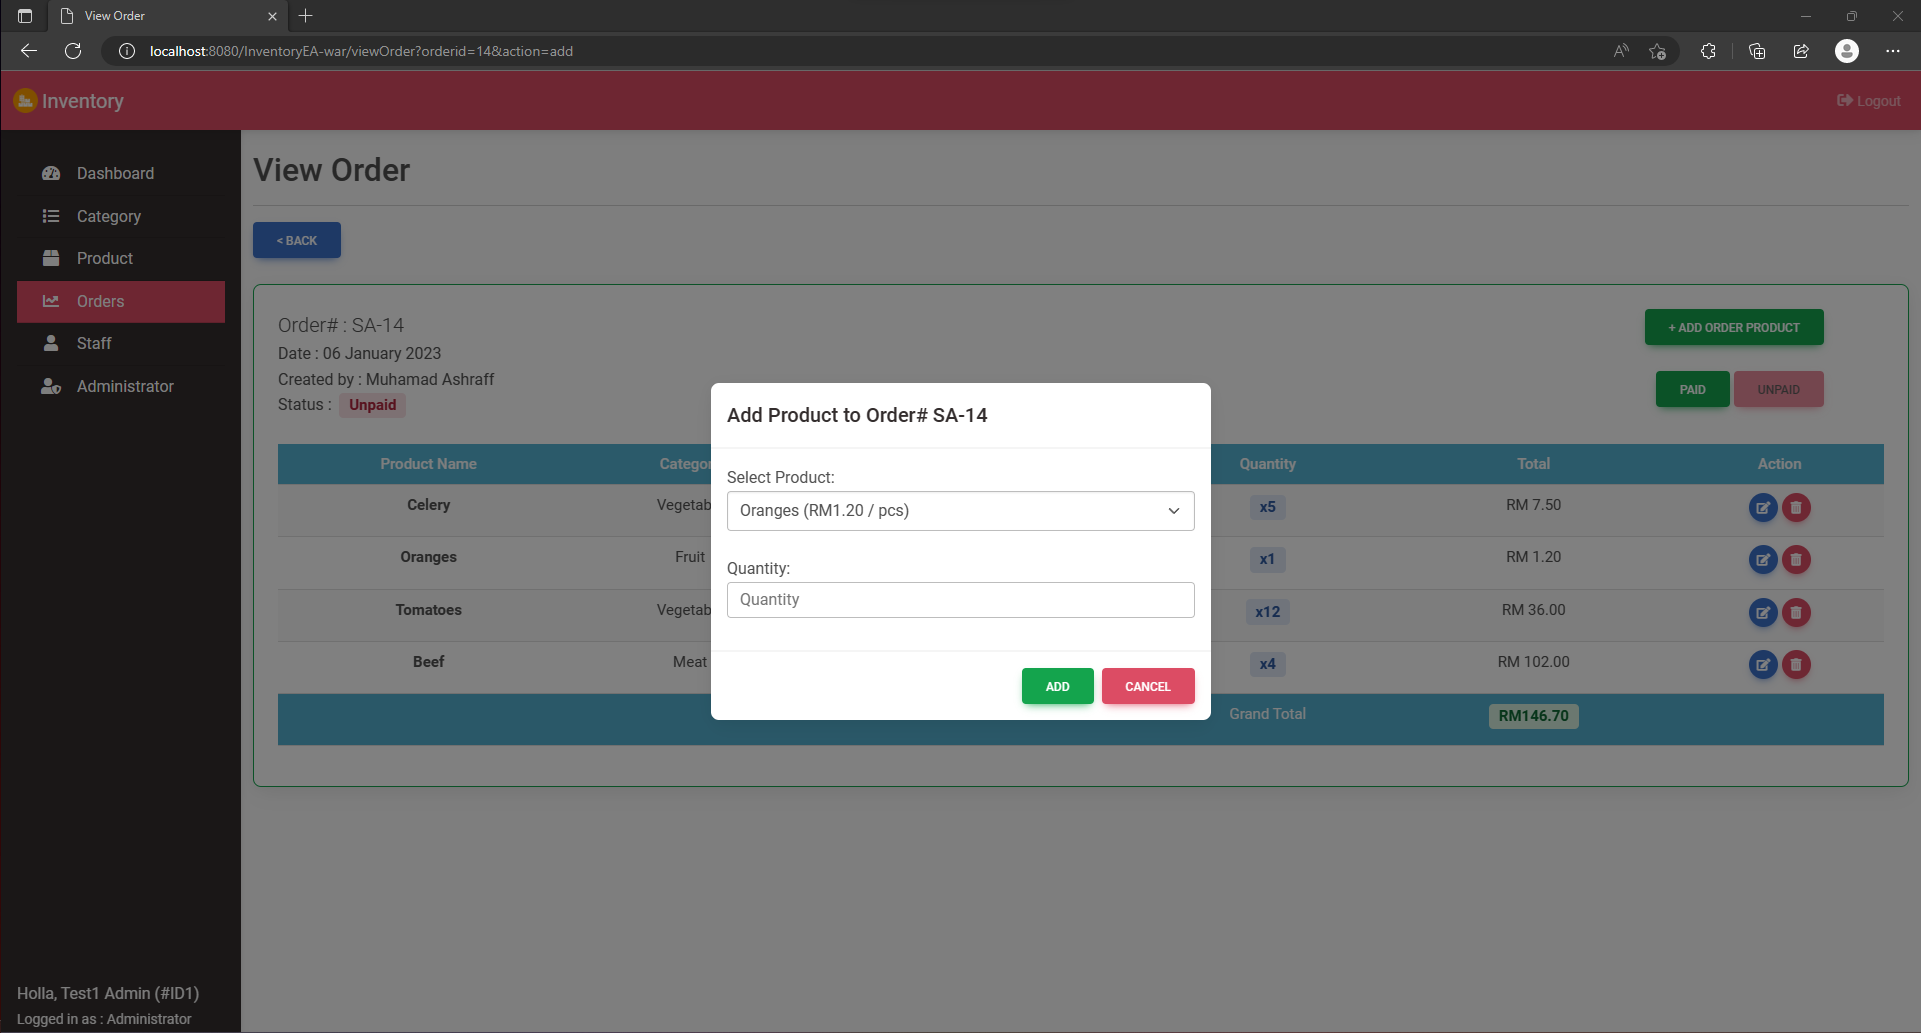 View Order
localhost:8080/InventoryEA-war/viewOrder?orderid=14&action=add
Inventory
Logout
Dashboard
Category
Product
Orders
Staff
Administrator
View Order
< BACK
Order# : SA-14
Date : 06 January 2023
Created by : Muhamad Ashraff
Status : Unpaid
+ ADD ORDER PRODUCT
PAID UNPAID
Product Name Categor Quantity Total Action
Celery Vegetab x5 RM 7.50
Oranges Fruit x1 RM 1.20
Tomatoes Vegetab x12 RM 36.00
Beef Meat x4 RM 102.00
Grand Total RM146.70
Add Product to Order# SA-14
Select Product:
Oranges (RM1.20 / pcs)
Quantity:
Quantity
ADD CANCEL
Holla, Test1 Admin (#ID1)
Logged in as : Administrator